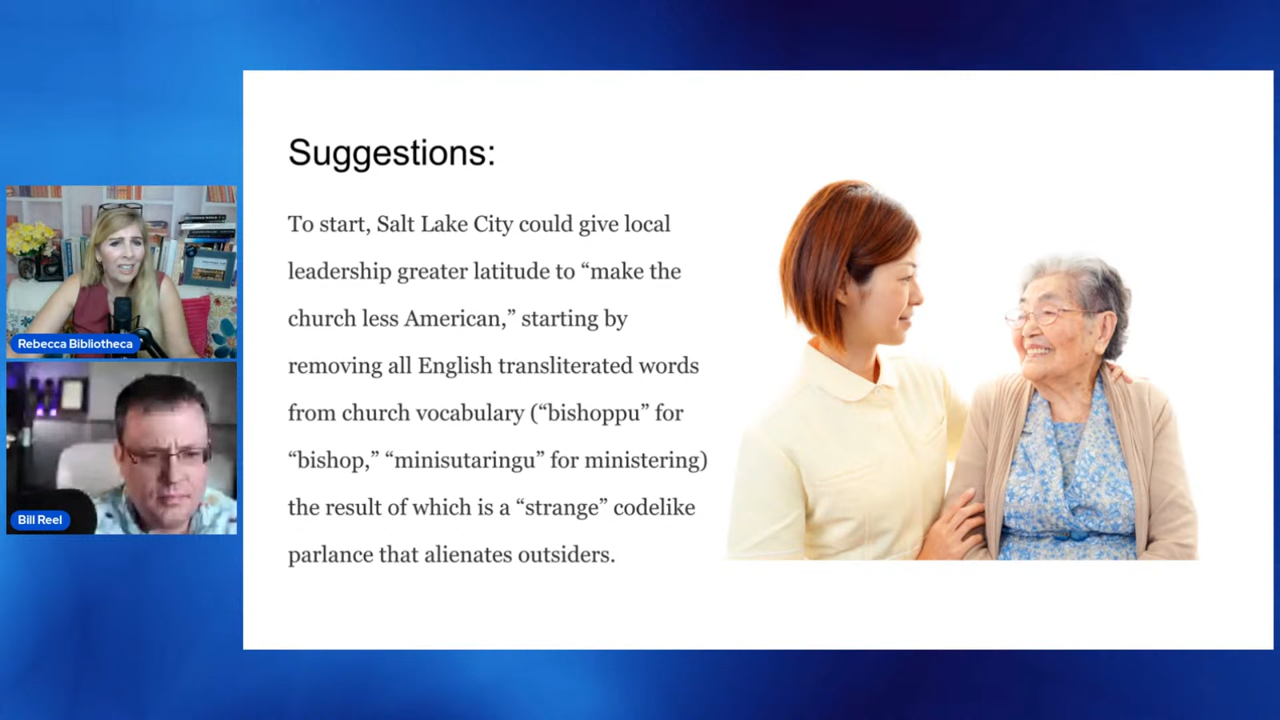 Suggestions:
To start, Salt Lake City could give local
leadership greater latitude to “make the
church less American,” starting by
removing all English transliterated words
from church vocabulary (“bishoppu” for
“bishop,” “minisutaringu” for ministering)
the result of which is a “strange” codelike
parlance that alienates outsiders.
Rebecca Bibliotheca
Bill Reel